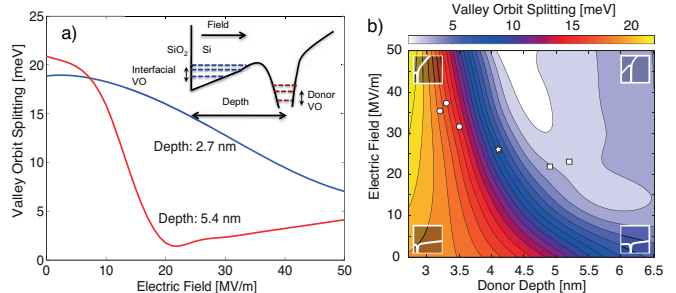 a)
Field
SiO₂
Si
Interfacial
VO
Donor
VO
Depth
Depth: 2.7 nm
Depth: 5.4 nm
Valley Orbit Splitting [meV]
25
20
15
10
5
0
0 10 20 30 40 50
Electric Field [MV/m]
b)
Valley Orbit Splitting [meV]
5 10 15 20
Electric Field [MV/m]
50
40
30
20
10
0
3 3.5 4 4.5 5 5.5 6 6.5
Donor Depth [nm]